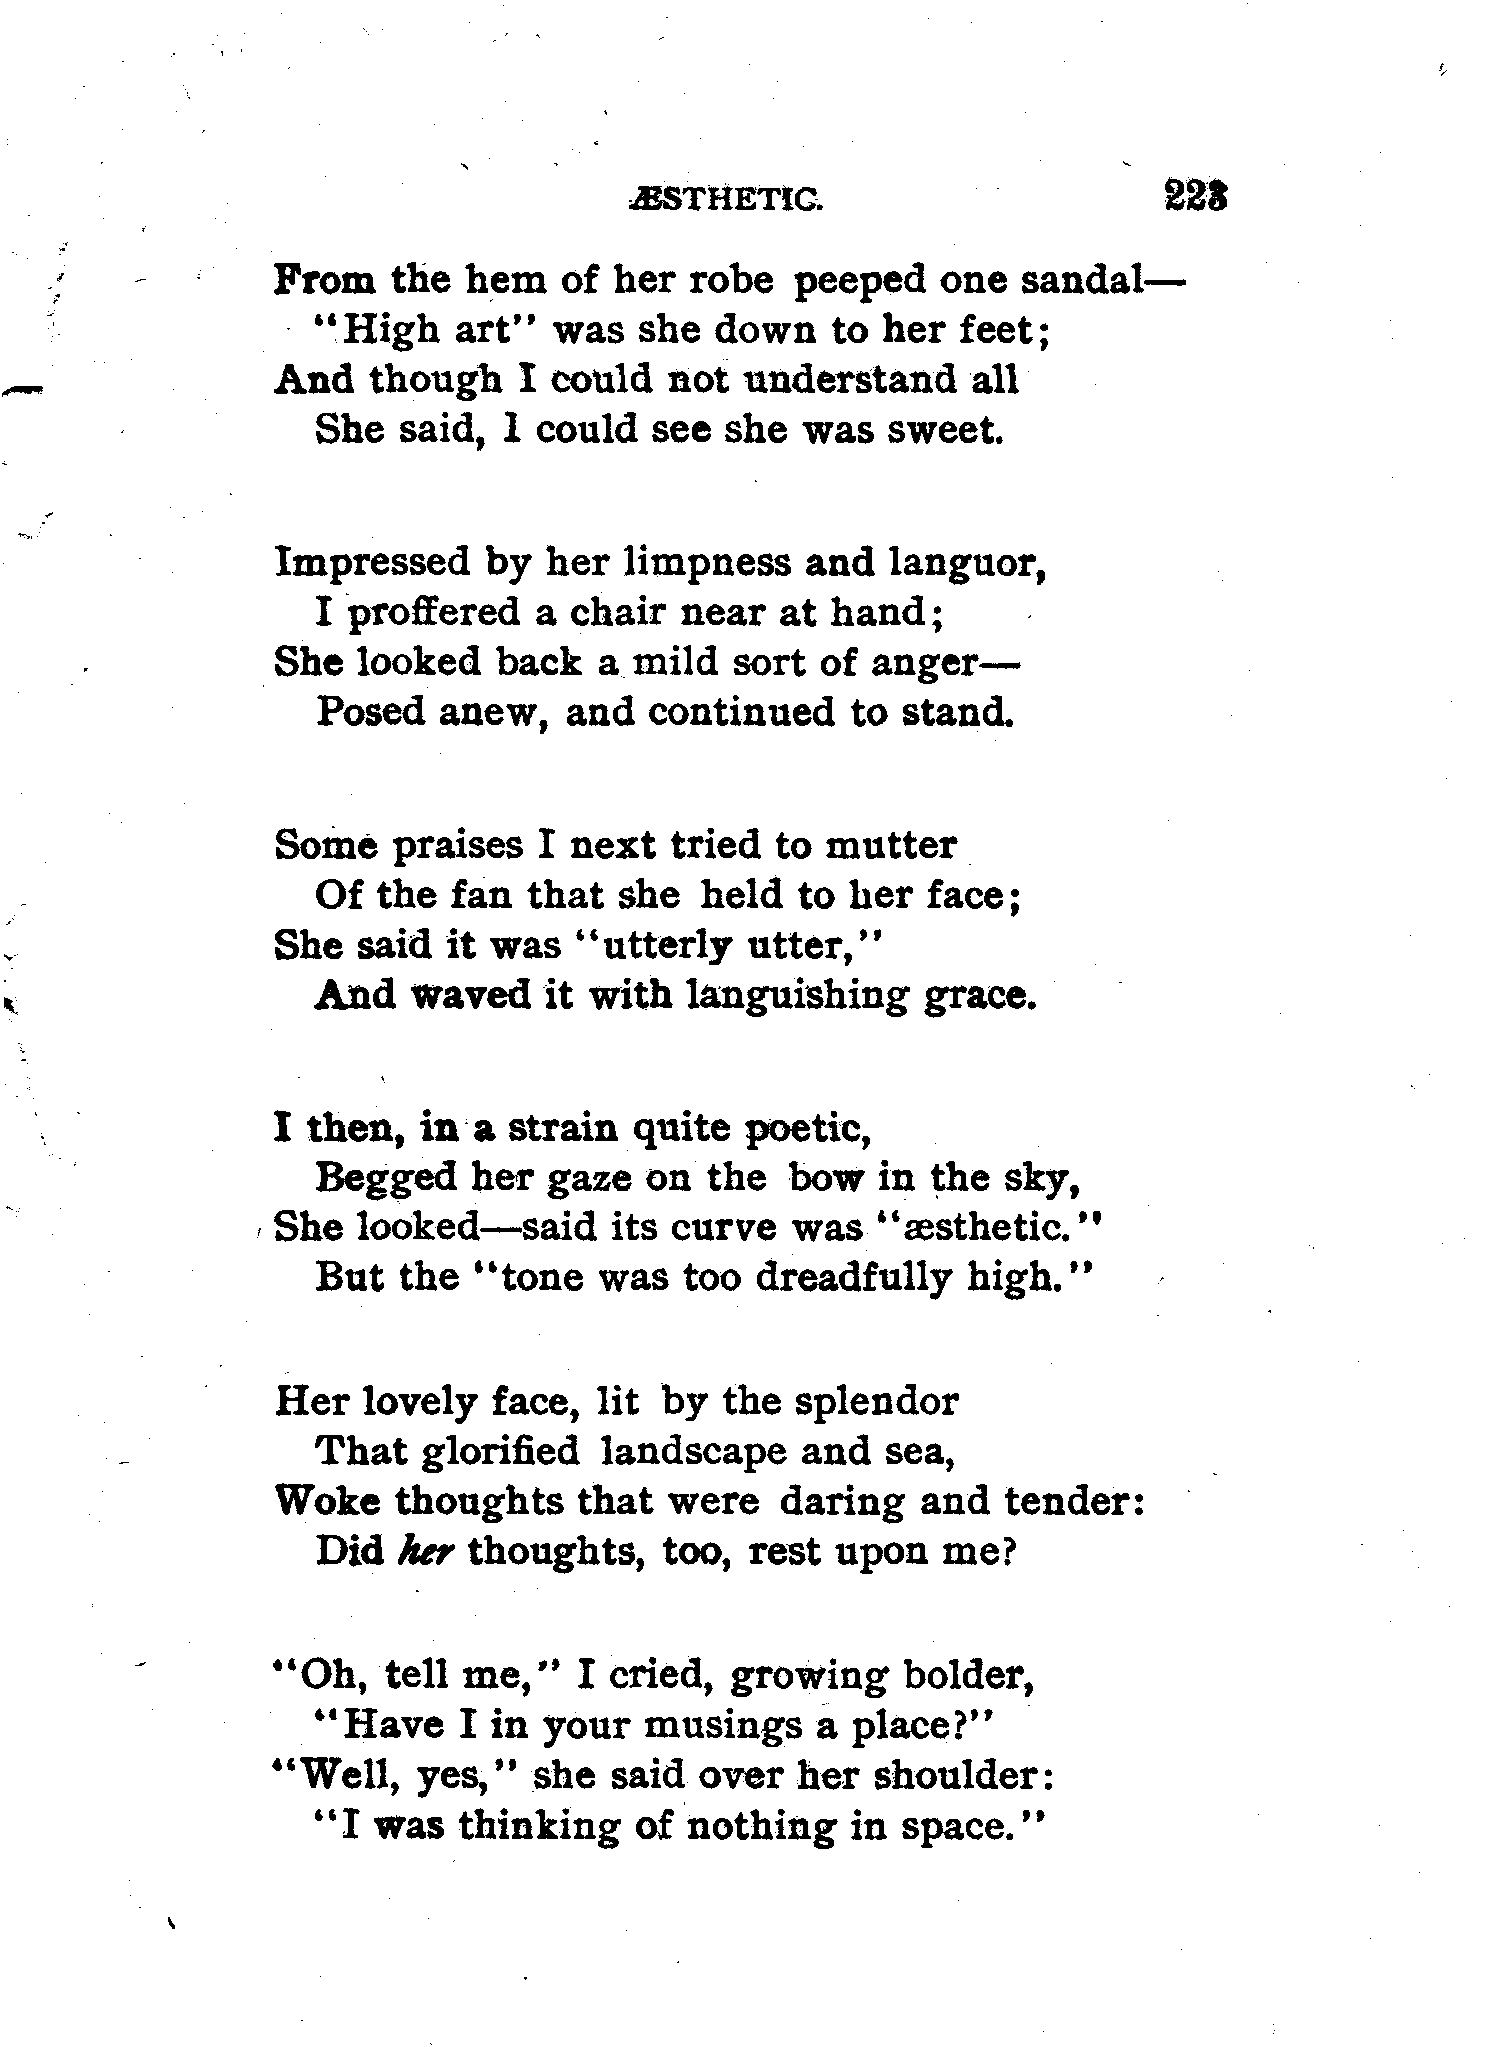 ÆSTHETIC. 223
From the hem of her robe peeped one sandal—
"High art" was she down to her feet;
And though I could not understand all
She said, I could see she was sweet.
Impressed by her limpness and languor,
I proffered a chair near at hand;
She looked back a mild sort of anger—
Posed anew, and continued to stand.
Some praises I next tried to mutter
Of the fan that she held to her face;
She said it was "utterly utter,"
And waved it with languishing grace.
I then, in a strain quite poetic,
Begged her gaze on the bow in the sky,
She looked—said its curve was "æsthetic."
But the "tone was too dreadfully high."
Her lovely face, lit by the splendor
That glorified landscape and sea,
Woke thoughts that were daring and tender:
Did her thoughts, too, rest upon me?
"Oh, tell me," I cried, growing bolder,
"Have I in your musings a place?"
"Well, yes," she said over her shoulder:
"I was thinking of nothing in space."